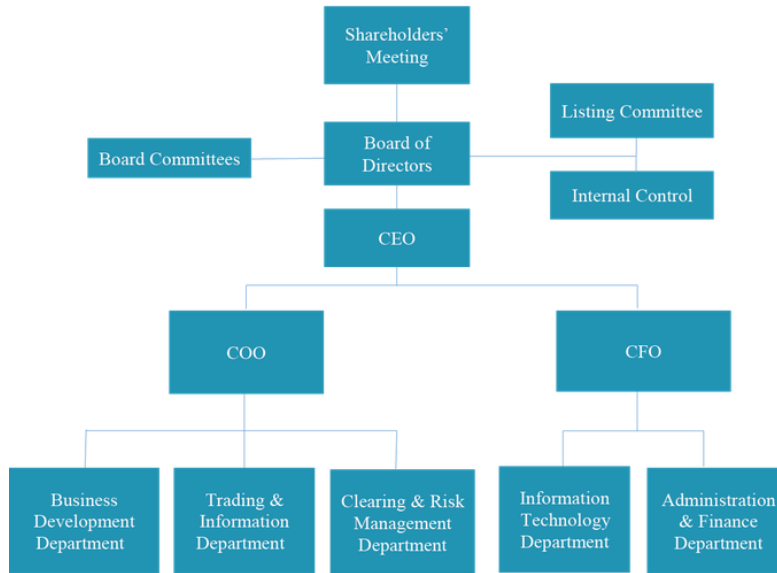 Shareholders’
Meeting
Listing Committee
Board of
Directors
Board Committees
Internal Control
CEO
COO
CFO
Business
Development
Department
Trading &
Information
Department
Clearing & Risk
Management
Department
Information
Technology
Department
Administration
& Finance
Department